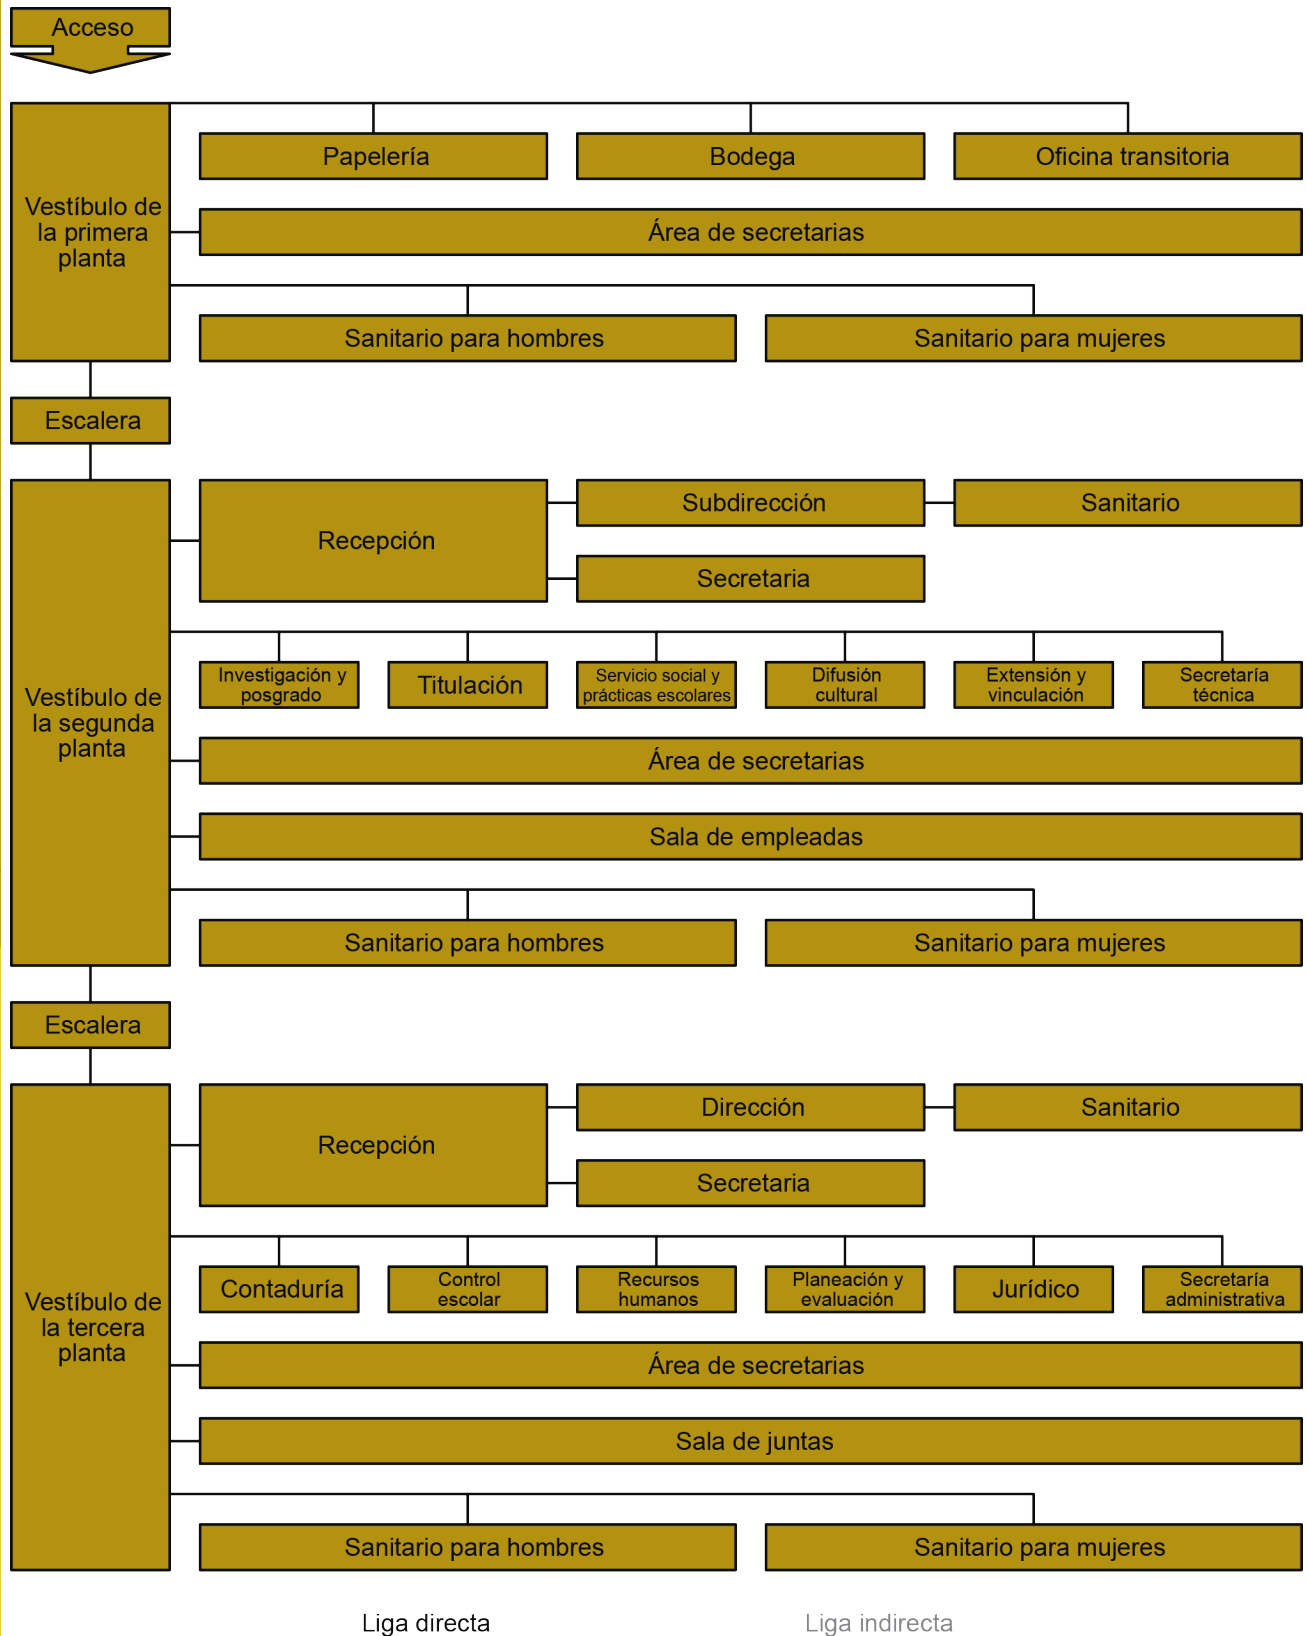 Acceso
Papelería
Bodega
Oficina transitoria
Vestíbulo de
la primera
planta
Área de secretarias
Sanitario para hombres
Sanitario para mujeres
Escalera
Recepción
Subdirección
Sanitario
Secretaria
Vestíbulo de
la segunda
planta
Investigación y
posgrado
Titulación
Servicio social y
prácticas escolares
Difusión
cultural
Extensión y
vinculación
Secretaría
técnica
Área de secretarias
Sala de empleadas
Sanitario para hombres
Sanitario para mujeres
Escalera
Recepción
Dirección
Sanitario
Secretaria
Vestíbulo de
la tercera
planta
Contaduría
Control
escolar
Recursos
humanos
Planeación y
evaluación
Jurídico
Secretaría
administrativa
Área de secretarias
Sala de juntas
Sanitario para hombres
Sanitario para mujeres
Liga directa
Liga indirecta